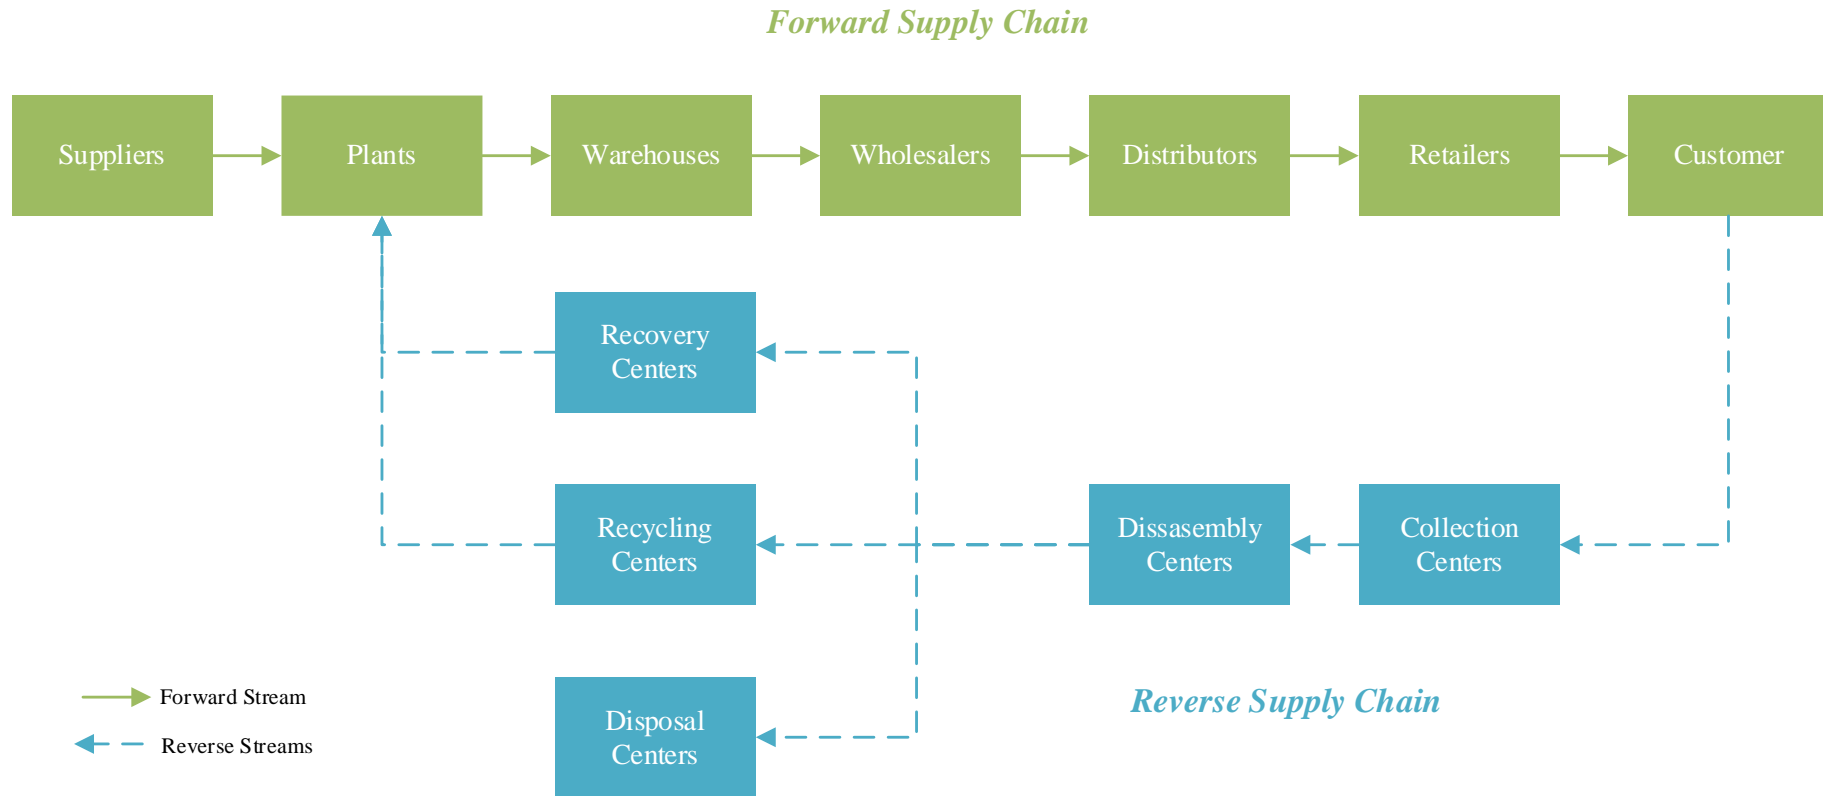 Forward Supply Chain
Suppliers
Plants
Warehouses
Wholesalers
Distributors
Retailers
Customer
Recovery
Centers
Recycling
Centers
Dissasembly
Centers
Collection
Centers
Disposal
Centers
Forward Stream
Reverse Streams
Reverse Supply Chain